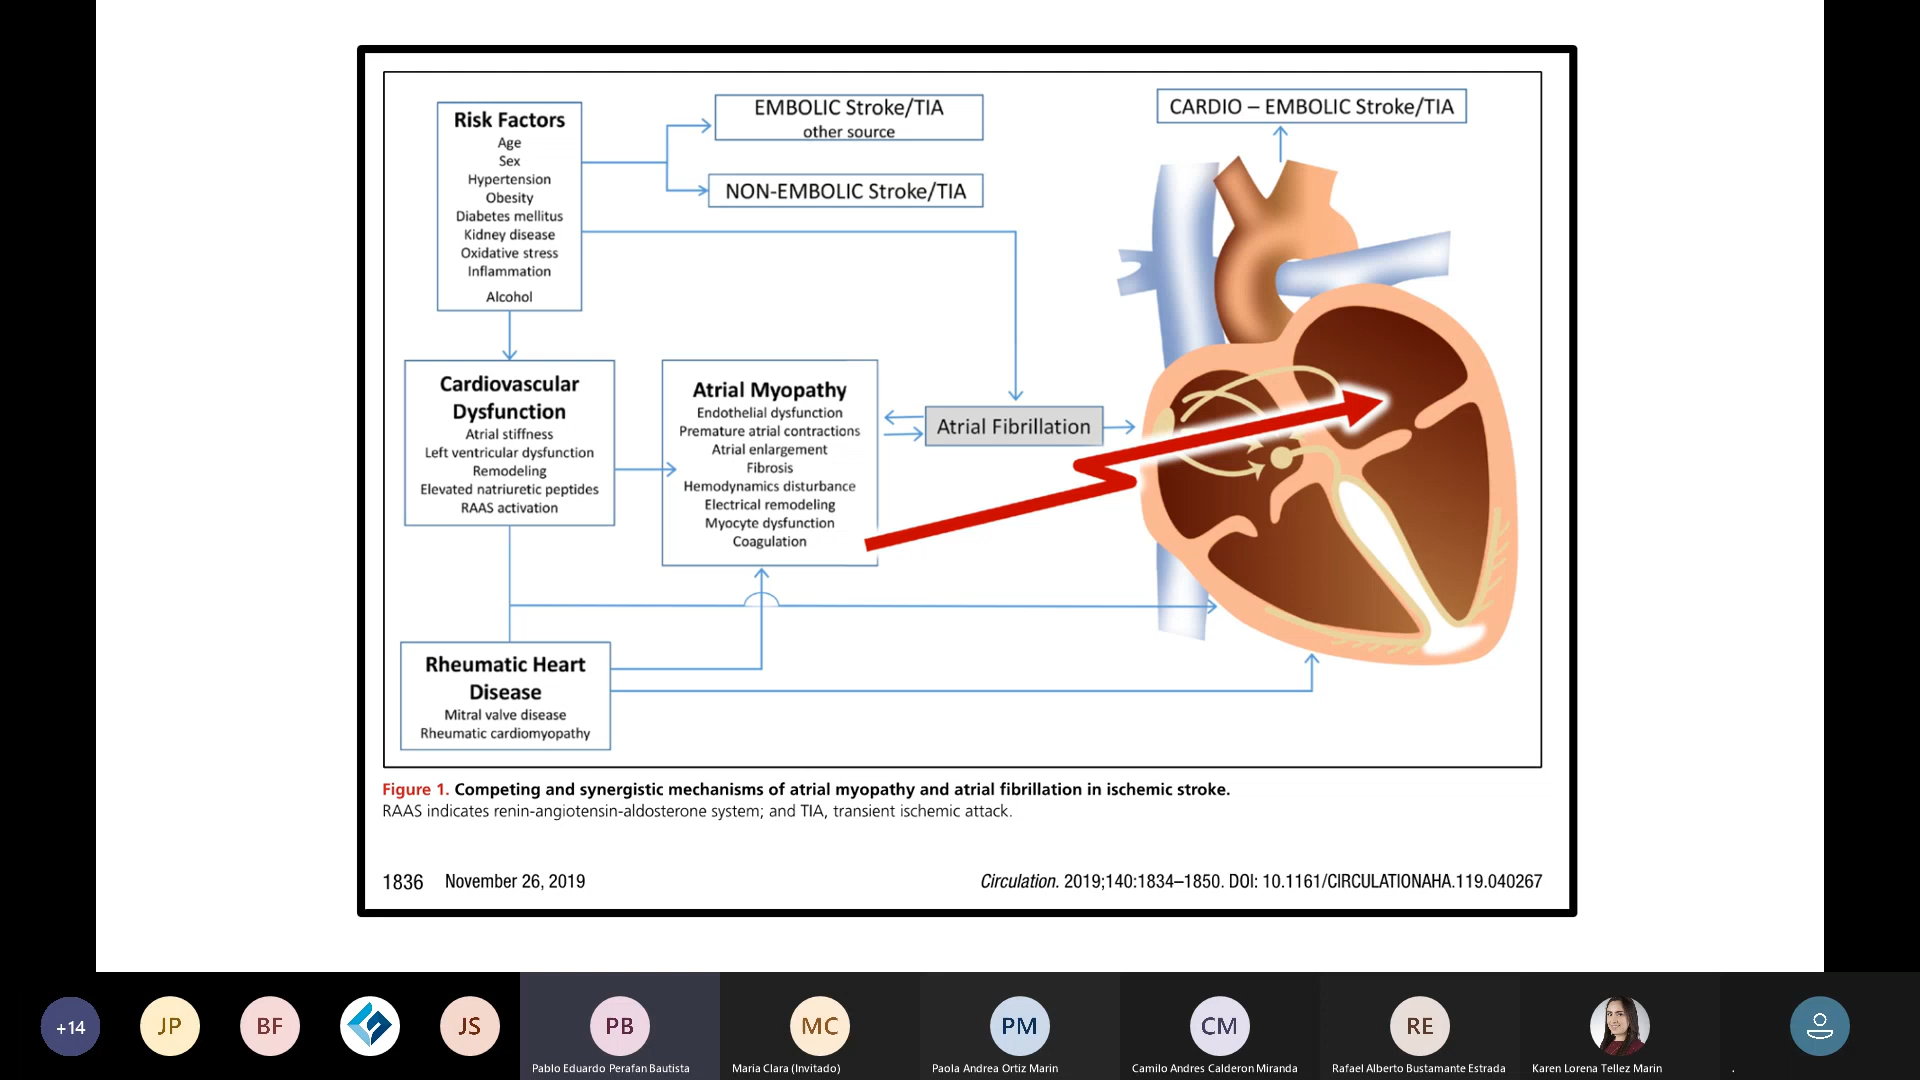 Risk Factors
Age
Sex
Hypertension
Obesity
Diabetes mellitus
Kidney disease
Oxidative stress
Inflammation
Alcohol
EMBOLIC Stroke/TIA
other source
NON-EMBOLIC Stroke/TIA
CARDIO – EMBOLIC Stroke/TIA
Cardiovascular
Dysfunction
Atrial stiffness
Left ventricular dysfunction
Remodeling
Elevated natriuretic peptides
RAAS activation
Atrial Myopathy
Endothelial dysfunction
Premature atrial contractions
Atrial enlargement
Fibrosis
Hemodynamics disturbance
Electrical remodeling
Myocyte dysfunction
Coagulation
Atrial Fibrillation
Rheumatic Heart
Disease
Mitral valve disease
Rheumatic cardiomyopathy
Figure 1. Competing and synergistic mechanisms of atrial myopathy and atrial fibrillation in ischemic stroke.
RAAS indicates renin-angiotensin-aldosterone system; and TIA, transient ischemic attack.
1836 November 26, 2019
Circulation. 2019;140:1834–1850. DOI: 10.1161/CIRCULATIONAHA.119.040267
+14
JP
BF
JS
PB
Pablo Eduardo Perafan Bautista
MC
Maria Clara (Invitado)
PM
Paola Andrea Ortiz Marin
CM
Camilo Andres Calderon Miranda
RE
Rafael Alberto Bustamante Estrada
Karen Lorena Tellez Marin
.